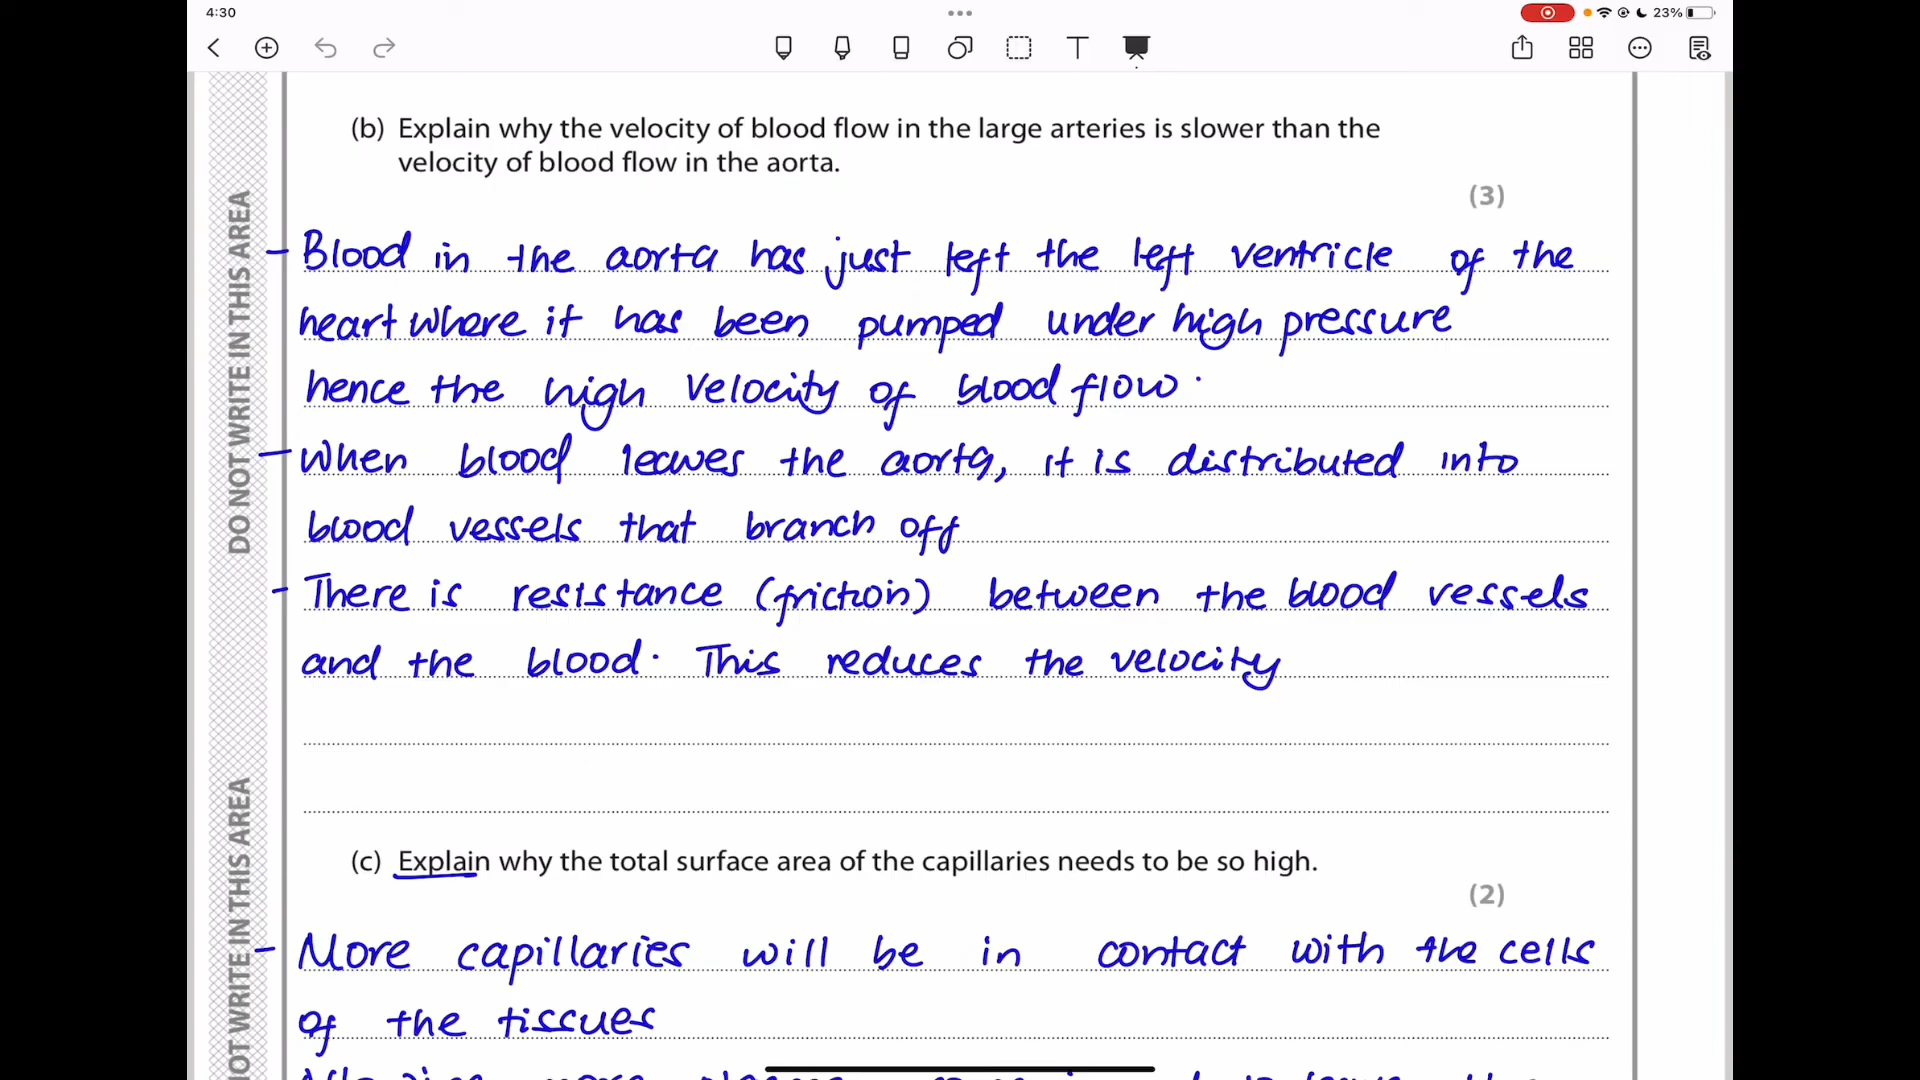 4:30
23%
(b) Explain why the velocity of blood flow in the large arteries is slower than the
velocity of blood flow in the aorta.
(3)
- Blood in the aorta has just left the left ventricle of the
heart where it has been pumped under high pressure
hence the high velocity of blood flow.
- When blood leaves the aorta, it is distributed into
blood vessels that branch off
- There is resistance (friction) between the blood vessels
and the blood. This reduces the velocity
(c) Explain why the total surface area of the capillaries needs to be so high.
(2)
- More capillaries will be in contact with the cells
of the tissues
DO NOT WRITE IN THIS AREA
NOT WRITE IN THIS AREA